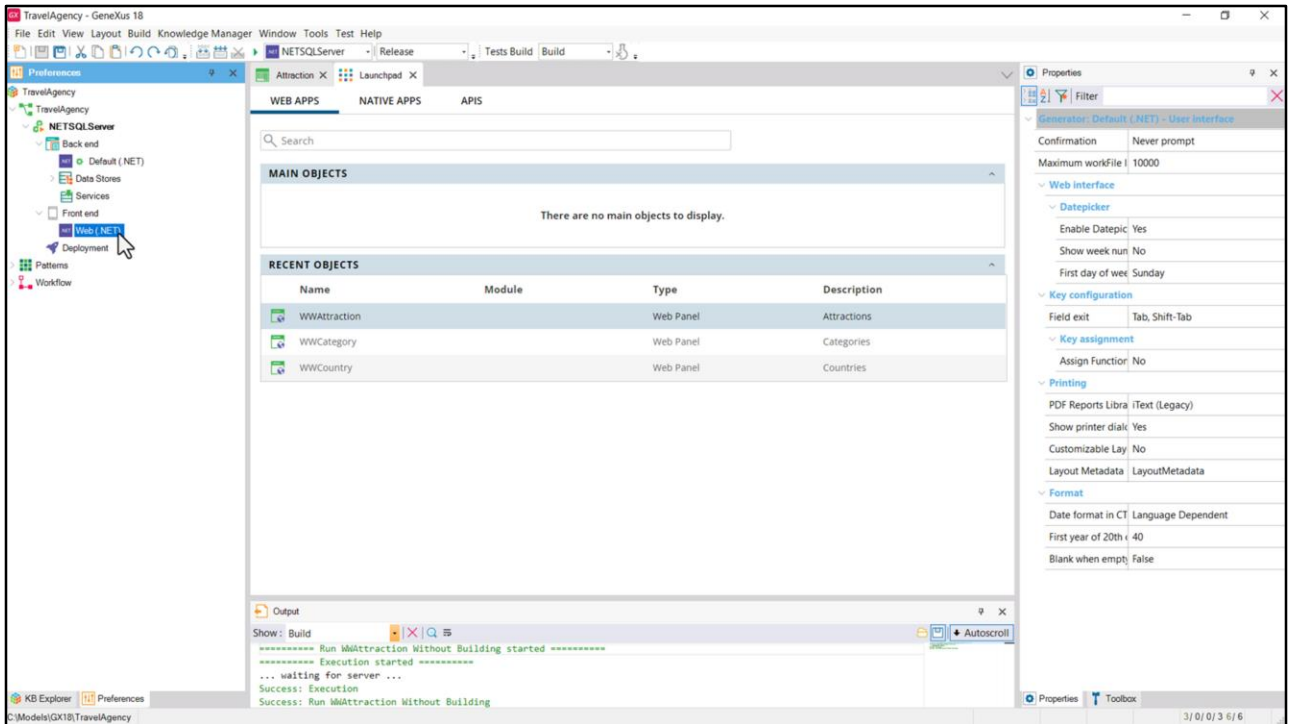 TravelAgency - GeneXus 18
File Edit View Layout Build Knowledge Manager Window Tools Test Help
NETSQLServer Release Tests Build Build
Preferences
TravelAgency
TravelAgency
NETSQLServer
Back end
Default (.NET)
Data Stores
Services
Front end
Web (.NET)
Deployment
Patterns
Workflow
KB Explorer Preferences
Attraction Launchpad
WEB APPS NATIVE APPS APIS
Search
MAIN OBJECTS
There are no main objects to display.
RECENT OBJECTS
Name Module Type Description
WWAttraction Web Panel Attractions
WWCategory Web Panel Categories
WWCountry Web Panel Countries
Output
Show: Build Autoscroll
========== Run WWAttraction Without Building started ==========
========== Execution started ==========
... waiting for server ...
Success: Execution
Success: Run WWAttraction Without Building
Properties
Filter
Generator: Default (.NET) - User interface
Confirmation Never prompt
Maximum workFile l 10000
Web interface
Datepicker
Enable Datepic Yes
Show week nun No
First day of wee Sunday
Key configuration
Field exit Tab, Shift-Tab
Key assignment
Assign Function No
Printing
PDF Reports Libra iText (Legacy)
Show printer dialo Yes
Customizable Lay No
Layout Metadata LayoutMetadata
Format
Date format in CT Language Dependent
First year of 20th c 40
Blank when empty False
Properties Toolbox
C:\Models\GX18\TravelAgency 3/0/0/3 6/6